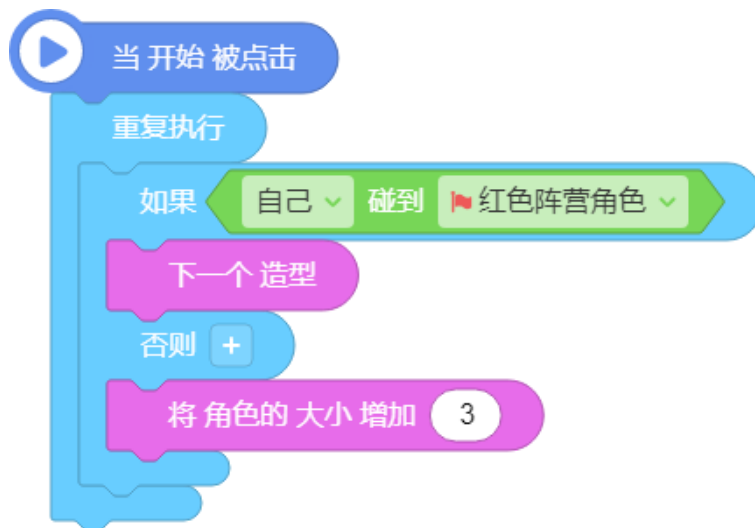 当 开始 被点击
重复执行
如果 自己 碰到 红色阵营角色
下一个 造型
否则 +
将 角色的 大小 增加 3